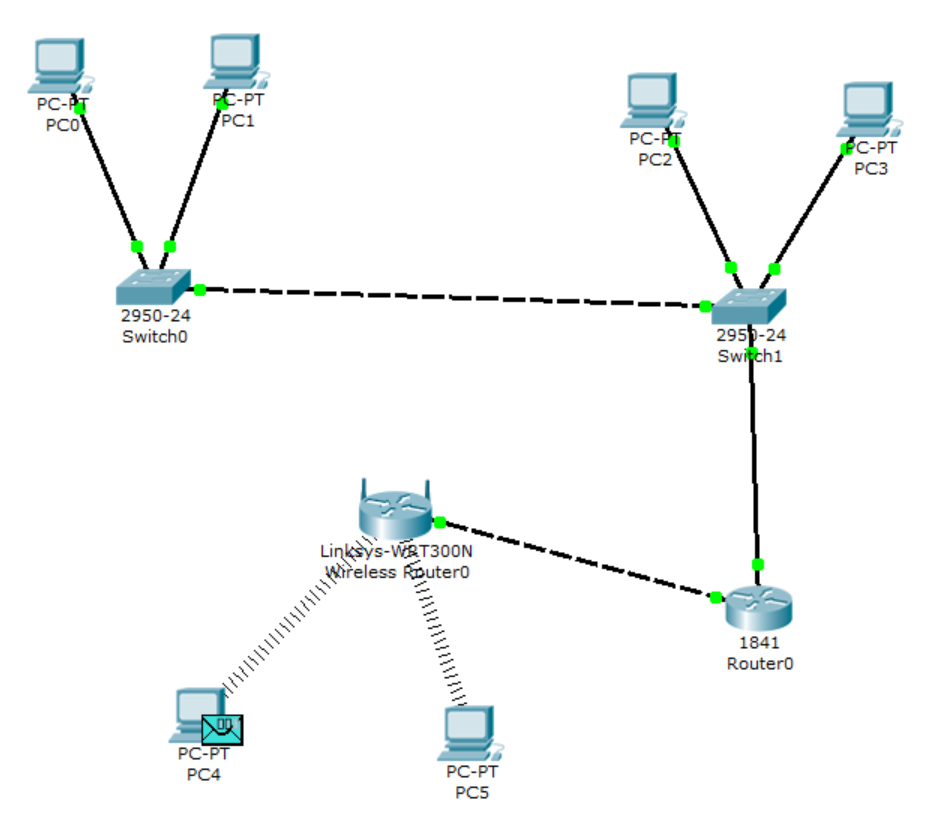 PC-PT
PC0
PC-PT
PC1
PC-PT
PC2
PC-PT
PC3
2950-24
Switch0
2950-24
Switch1
Linksys-WRT300N
Wireless Router0
1841
Router0
PC-PT
PC4
PC-PT
PC5